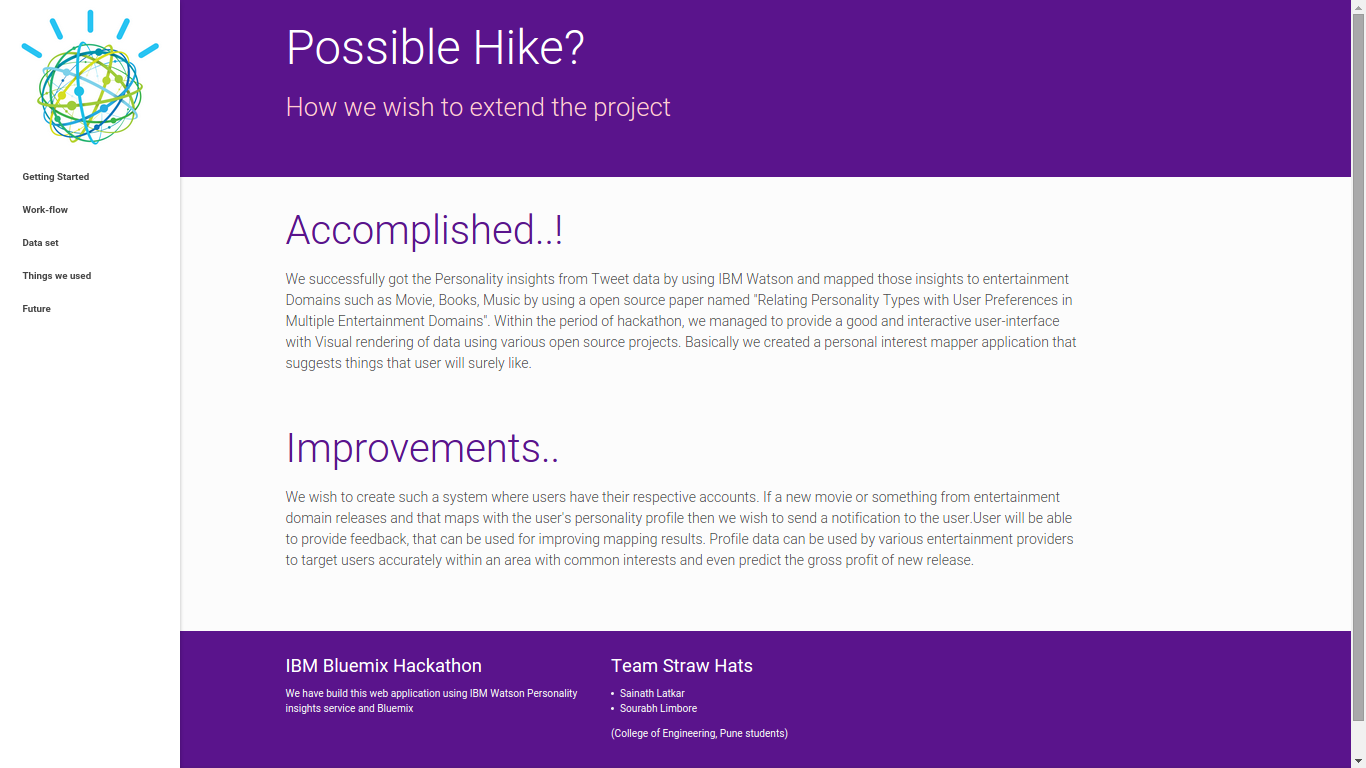 Possible Hike?
How we wish to extend the project
Getting Started
Work-flow
Data set
Things we used
Future
Accomplished..!
We successfully got the Personality insights from Tweet data by using IBM Watson and mapped those insights to entertainment
Domains such as Movie, Books, Music by using a open source paper named "Relating Personality Types with User Preferences in
Multiple Entertainment Domains". Within the period of hackathon, we managed to provide a good and interactive user-interface
with Visual rendering of data using various open source projects. Basically we created a personal interest mapper application that
suggests things that user will surely like.
Improvements..
We wish to create such a system where users have their respective accounts. If a new movie or something from entertainment
domain releases and that maps with the user's personality profile then we wish to send a notification to the user.User will be able
to provide feedback, that can be used for improving mapping results. Profile data can be used by various entertainment providers
to target users accurately within an area with common interests and even predict the gross profit of new release.
IBM Bluemix Hackathon
We have build this web application using IBM Watson Personality
insights service and Bluemix
Team Straw Hats
• Sainath Latkar
• Sourabh Limbore
(College of Engineering, Pune students)